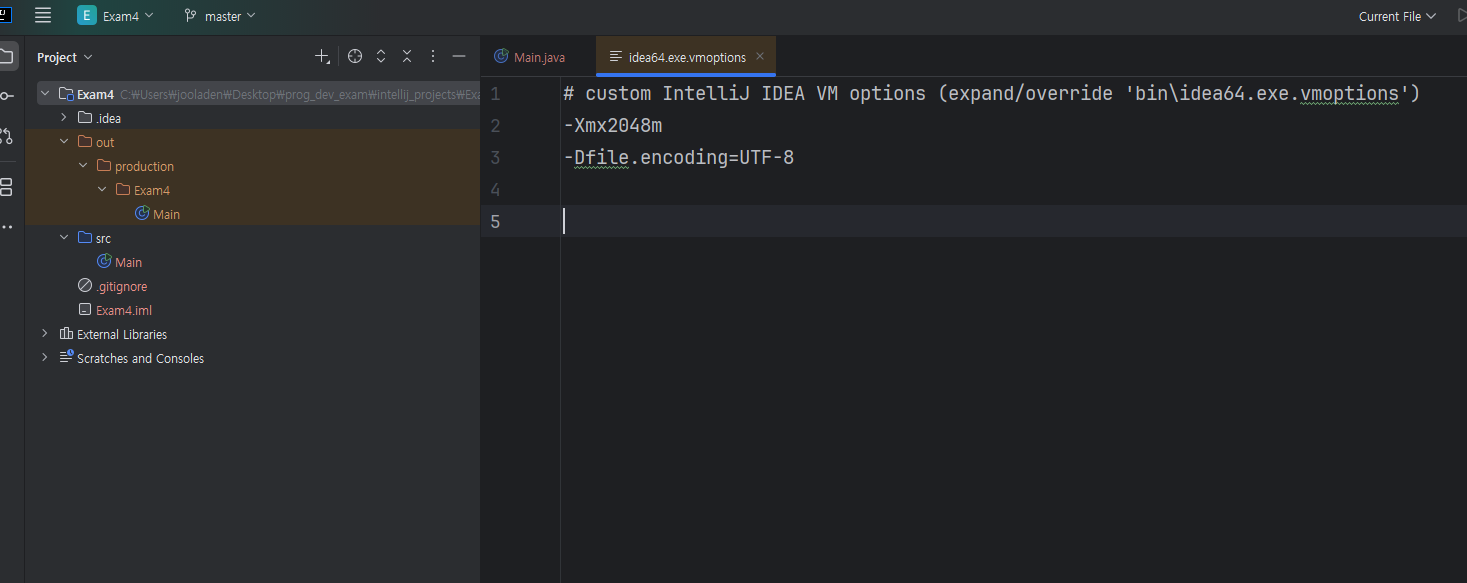 E Exam4 master Current File
Project
Main.java idea64.exe.vmoptions
Exam4 C:₩Users₩jooladen₩Desktop₩prog_dev_exam₩intellij_projects₩Exa
.idea
out
production
Exam4
Main
src
Main
.gitignore
Exam4.iml
External Libraries
Scratches and Consoles
1 # custom IntelliJ IDEA VM options (expand/override 'bin\idea64.exe.vmoptions')
2 -Xmx2048m
3 -Dfile.encoding=UTF-8
4
5